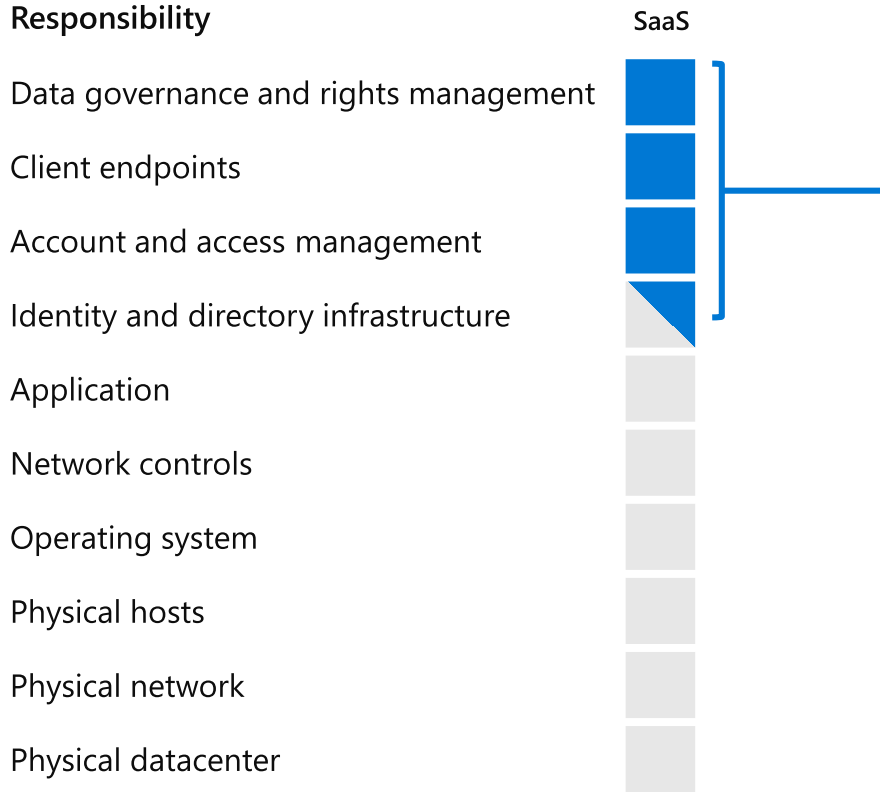 Responsibility
SaaS
Data governance and rights management
Client endpoints
Account and access management
Identity and directory infrastructure
Application
Network controls
Operating system
Physical hosts
Physical network
Physical datacenter